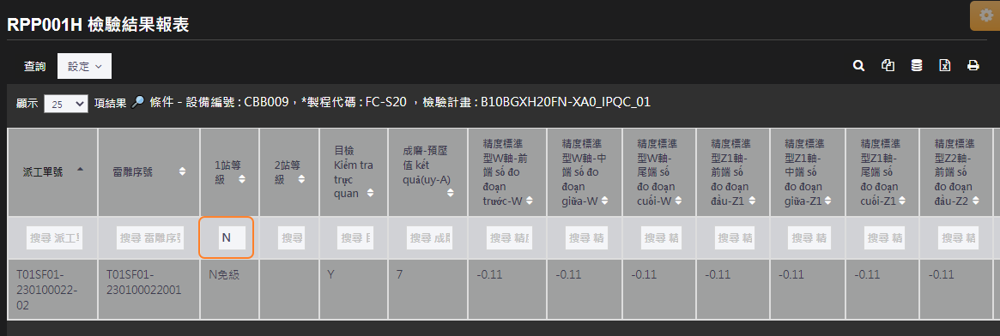 RPP001H 檢驗結果報表
查詢 設定
顯示 25 項結果 條件 - 設備編號 : CBB009，*製程代碼 : FC-S20 ，檢驗計畫 : B10BGXH20FN-XA0_IPQC_01
派工單號
雷雕序號
1站等
級
2站等
級
目檢
Kiểm tra
trực
quan
成磨-預壓
值 kết
quả(uy-A)
精度標準
型W軸-前
端 số đo
đoạn
trước-W
精度標準
型W軸-中
端 số đo
đoạn
giữa-W
精度標準
型W軸-尾
端 số đo
đoạn
cuối-W
精度標準
型Z1軸-
前端 số
đo đoạn
đầu-Z1
精度標準
型Z1軸-
中端 số
đo đoạn
giữa-Z1
精度標準
型Z1軸-
尾端 số
đo đoạn
cuối-Z1
精度標準
型Z2軸-
前端 số
đo đoạn
đầu-Z2
搜尋 派工 搜尋 雷雕序 N 搜尋 搜尋 搜尋 成 搜尋 精 搜尋 精 搜尋 精 搜尋 精 搜尋 精 搜尋 精 搜尋 精
T01SF01-
230100022-
02
T01SF01-
230100022001
N免級
Y
7
-0.11
-0.11
-0.11
-0.11
-0.11
-0.11
-0.11